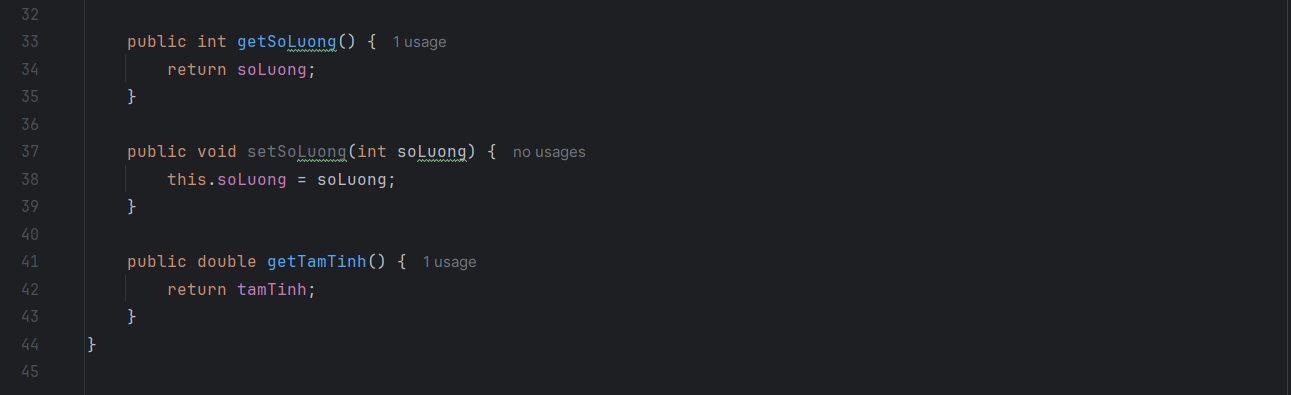 32
33 public int getSoLuong() { 1 usage
34 return soLuong;
35 }
36
37 public void setSoLuong(int soLuong) { no usages
38 this.soLuong = soLuong;
39 }
40
41 public double getTamTinh() { 1 usage
42 return tamTinh;
43 }
44 }
45